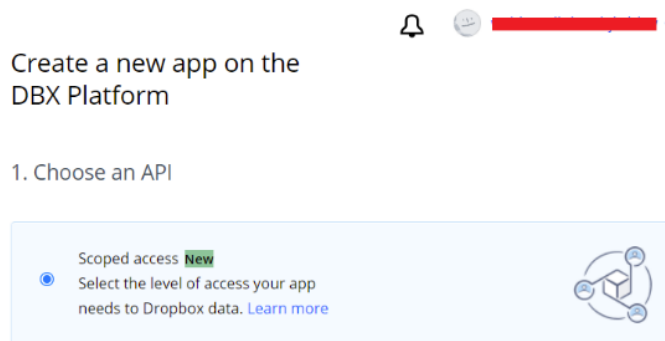 Create a new app on the
DBX Platform
1. Choose an API
Scoped access New
Select the level of access your app
needs to Dropbox data. Learn more